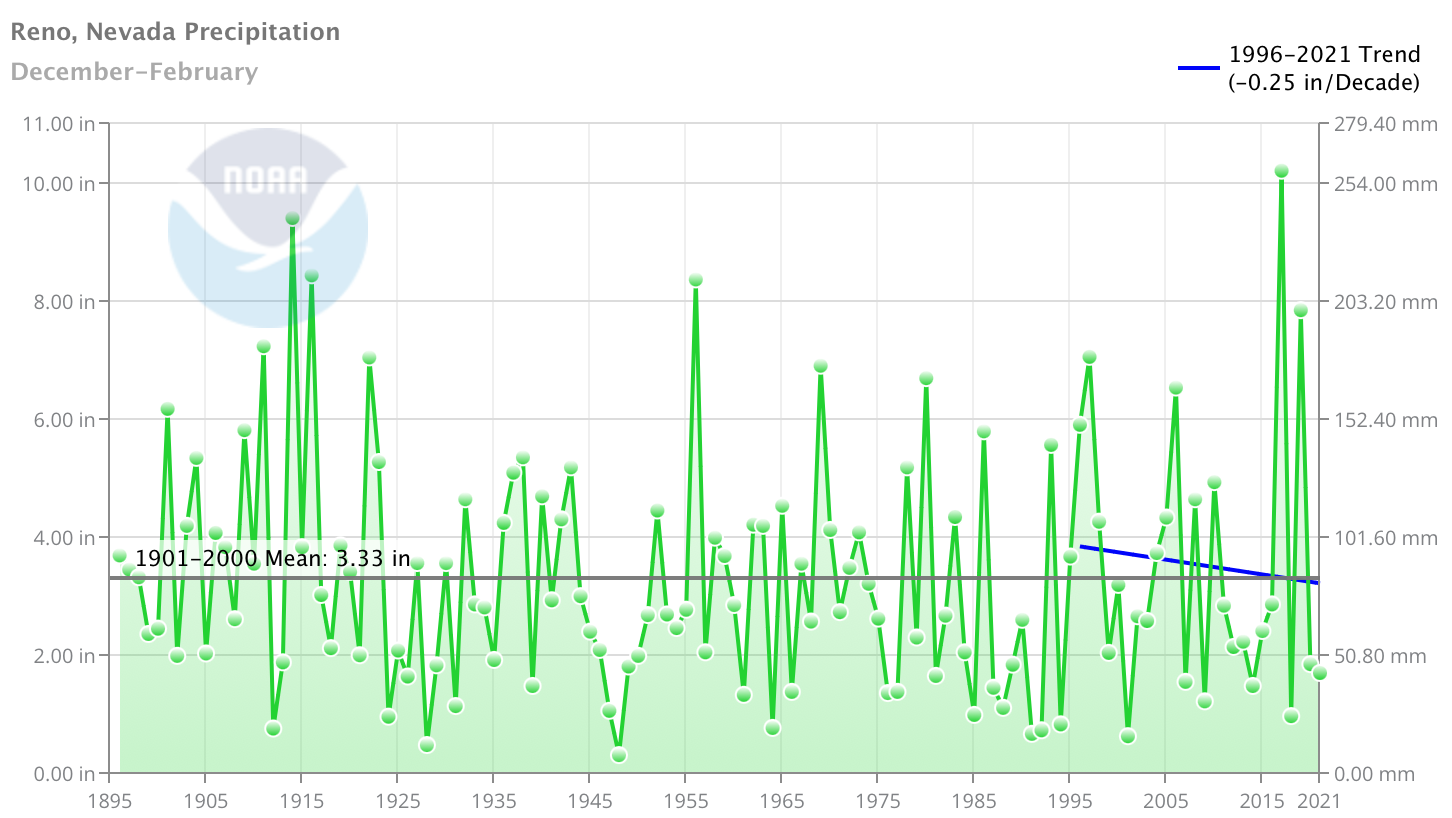 Reno, Nevada Precipitation
December–February
1996–2021 Trend
(-0.25 in/Decade)
11.00 in
279.40 mm
10.00 in
254.00 mm
NOAA
8.00 in
203.20 mm
6.00 in
152.40 mm
4.00 in
101.60 mm
1901–2000 Mean: 3.33 in
2.00 in
50.80 mm
0.00 in
0.00 mm
1895 1905 1915 1925 1935 1945 1955 1965 1975 1985 1995 2005 2015 2021